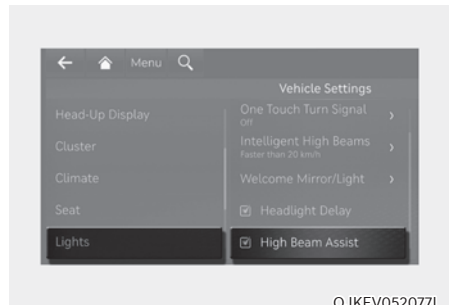 Menu
Vehicle Settings
Head-Up Display
Cluster
Climate
Seat
Lights
One Touch Turn Signal
Off
Intelligent High Beams
Faster than 20 km/h
Welcome Mirror/Light
Headlight Delay
High Beam Assist
OJKEV052077L